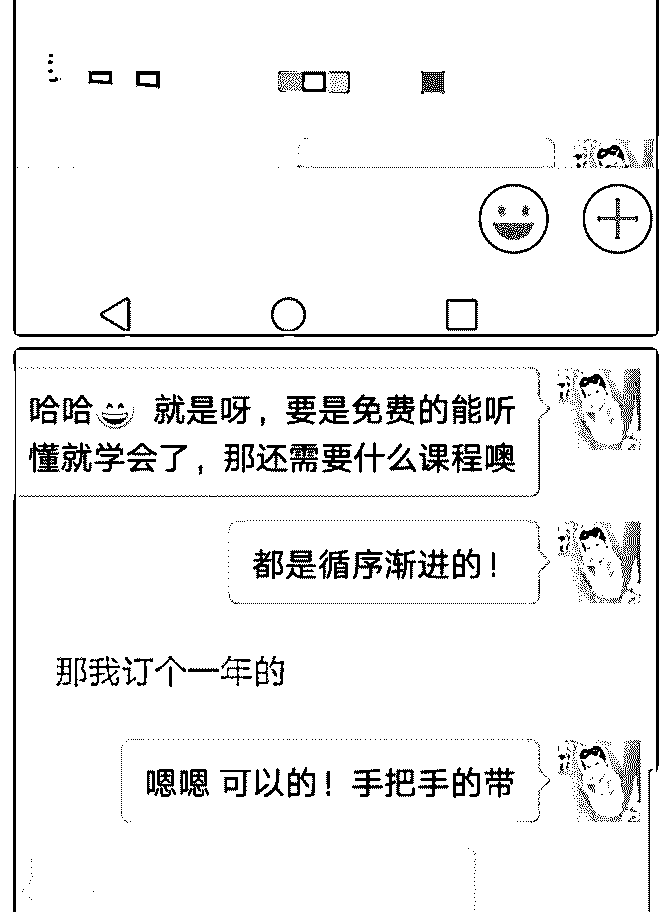 哈哈😄 就是呀，要是免费的能听
懂就学会了，那还需要什么课程噢
都是循序渐进的！
那我订个一年的
嗯嗯 可以的！手把手的带